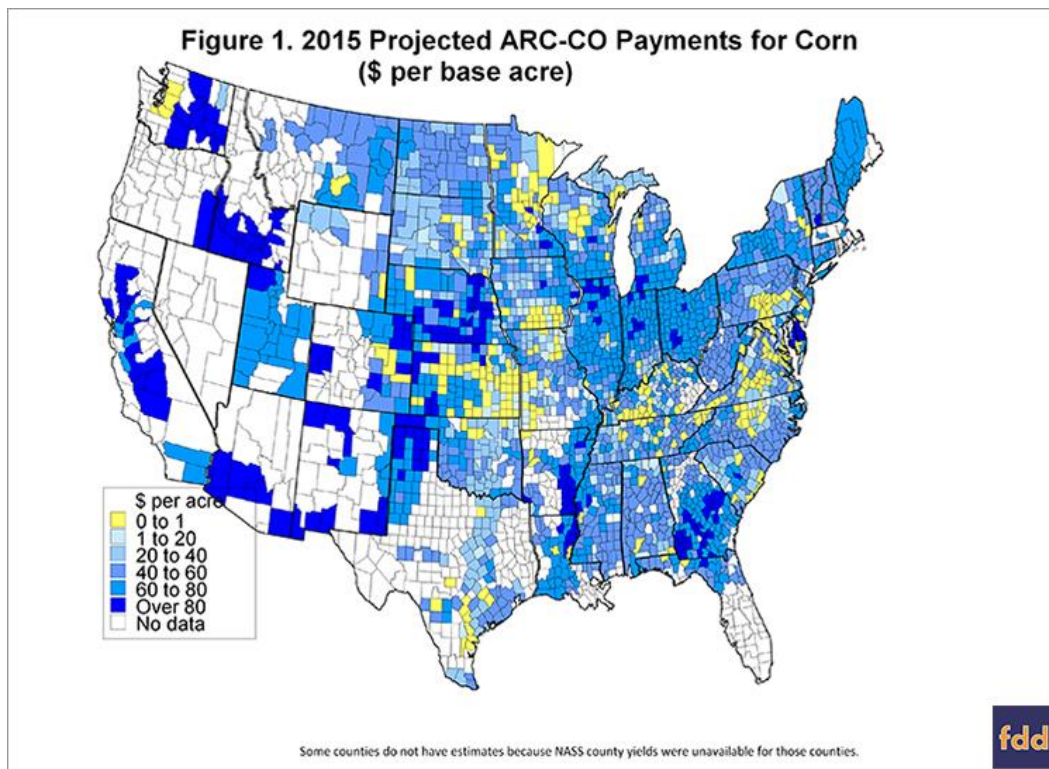 Figure 1. 2015 Projected ARC-CO Payments for Corn
($ per base acre)
$ per acre
0 to 1
1 to 20
20 to 40
40 to 60
60 to 80
Over 80
No data
Some counties do not have estimates because NASS county yields were unavailable for those counties.
fdd